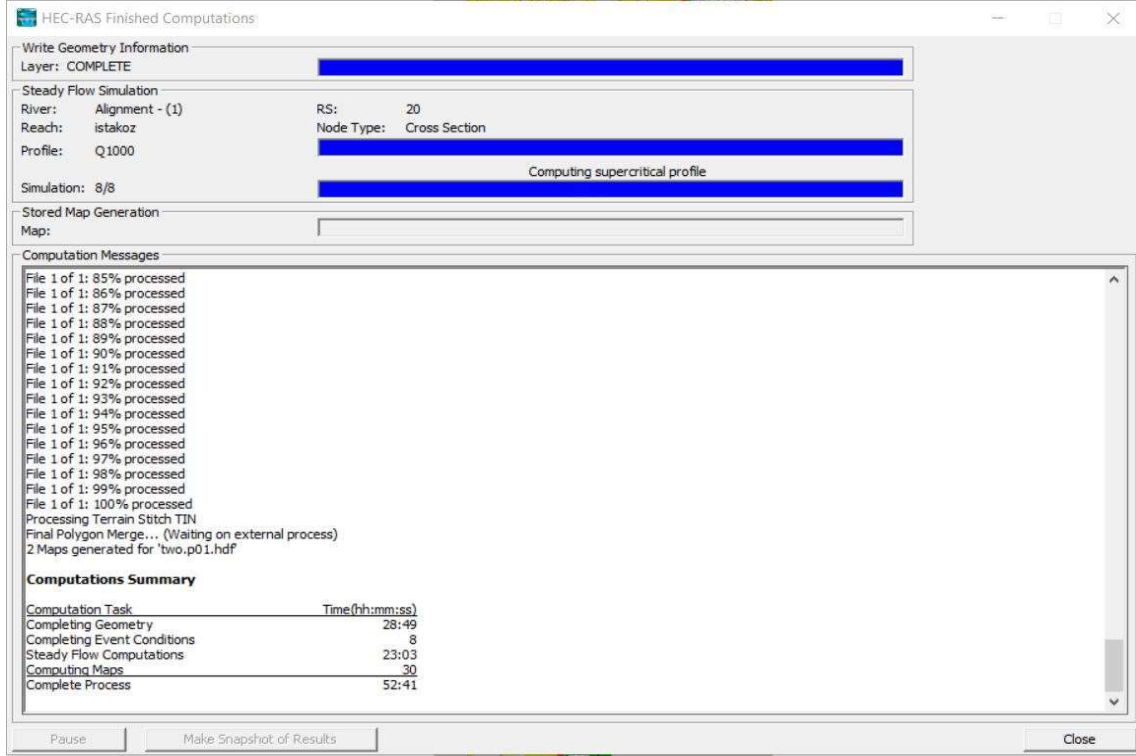 HEC-RAS Finished Computations
Write Geometry Information
Layer: COMPLETE
Steady Flow Simulation
River: Alignment - (1) RS: 20
Reach: istakoz Node Type: Cross Section
Profile: Q1000
Computing supercritical profile
Simulation: 8/8
Stored Map Generation
Map:
Computation Messages
File 1 of 1: 85% processed
File 1 of 1: 86% processed
File 1 of 1: 87% processed
File 1 of 1: 88% processed
File 1 of 1: 89% processed
File 1 of 1: 90% processed
File 1 of 1: 91% processed
File 1 of 1: 92% processed
File 1 of 1: 93% processed
File 1 of 1: 94% processed
File 1 of 1: 95% processed
File 1 of 1: 96% processed
File 1 of 1: 97% processed
File 1 of 1: 98% processed
File 1 of 1: 99% processed
File 1 of 1: 100% processed
Processing Terrain Stitch TIN
Final Polygon Merge... (Waiting on external process)
2 Maps generated for 'two.p01.hdf'
Computations Summary
Computation Task Time(hh:mm:ss)
Completing Geometry 28:49
Completing Event Conditions 8
Steady Flow Computations 23:03
Computing Maps 30
Complete Process 52:41
Pause Make Snapshot of Results Close